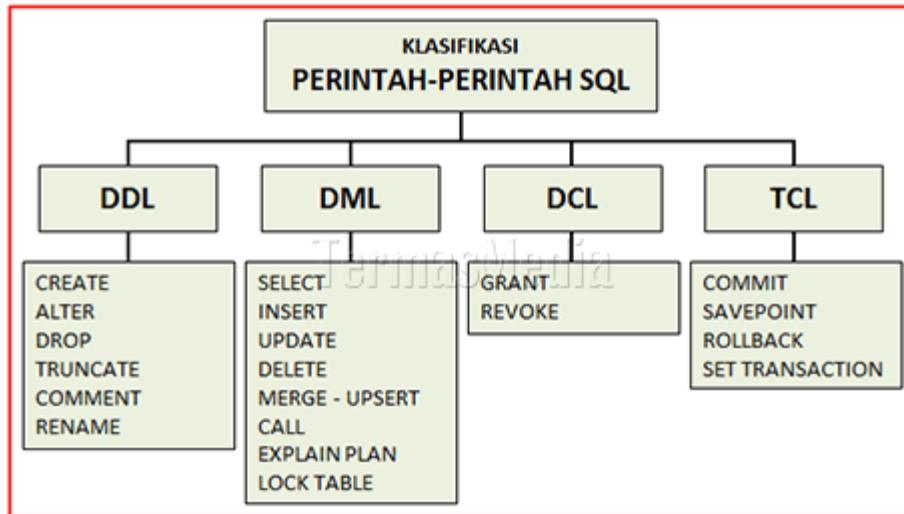 KLASIFIKASI
PERINTAH-PERINTAH SQL
DDL
DML
DCL
TCL
TermasMedia
CREATE
ALTER
DROP
TRUNCATE
COMMENT
RENAME
SELECT
INSERT
UPDATE
DELETE
MERGE - UPSERT
CALL
EXPLAIN PLAN
LOCK TABLE
GRANT
REVOKE
COMMIT
SAVEPOINT
ROLLBACK
SET TRANSACTION